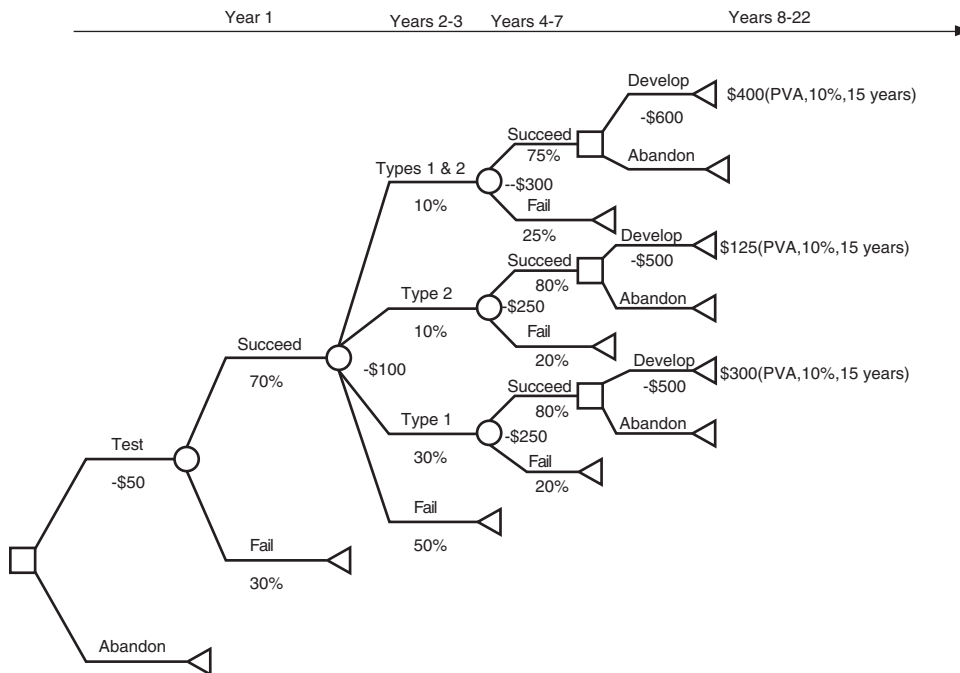 Year 1 Years 2-3 Years 4-7 Years 8-22
Develop
$400(PVA,10%,15 years)
-$600
Succeed
75%
Abandon
Types 1 & 2
10%
--$300
Fail
25%
Develop
$125(PVA,10%,15 years)
-$500
Succeed
80%
Abandon
Type 2
10%
-$250
Fail
20%
Succeed
70%
-$100
Develop
$300(PVA,10%,15 years)
-$500
Succeed
80%
Abandon
Type 1
30%
-$250
Fail
20%
Test
-$50
Fail
50%
Fail
30%
Abandon